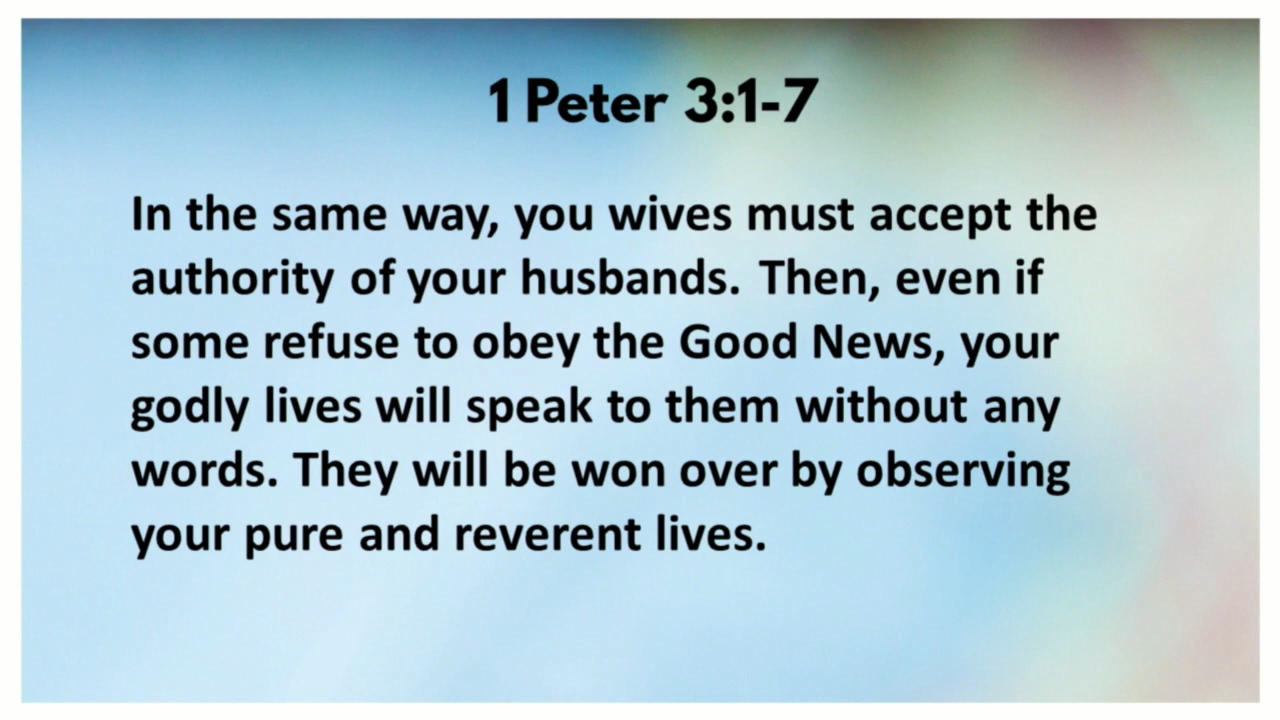 1 Peter 3:1-7
In the same way, you wives must accept the
authority of your husbands. Then, even if
some refuse to obey the Good News, your
godly lives will speak to them without any
words. They will be won over by observing
your pure and reverent lives.